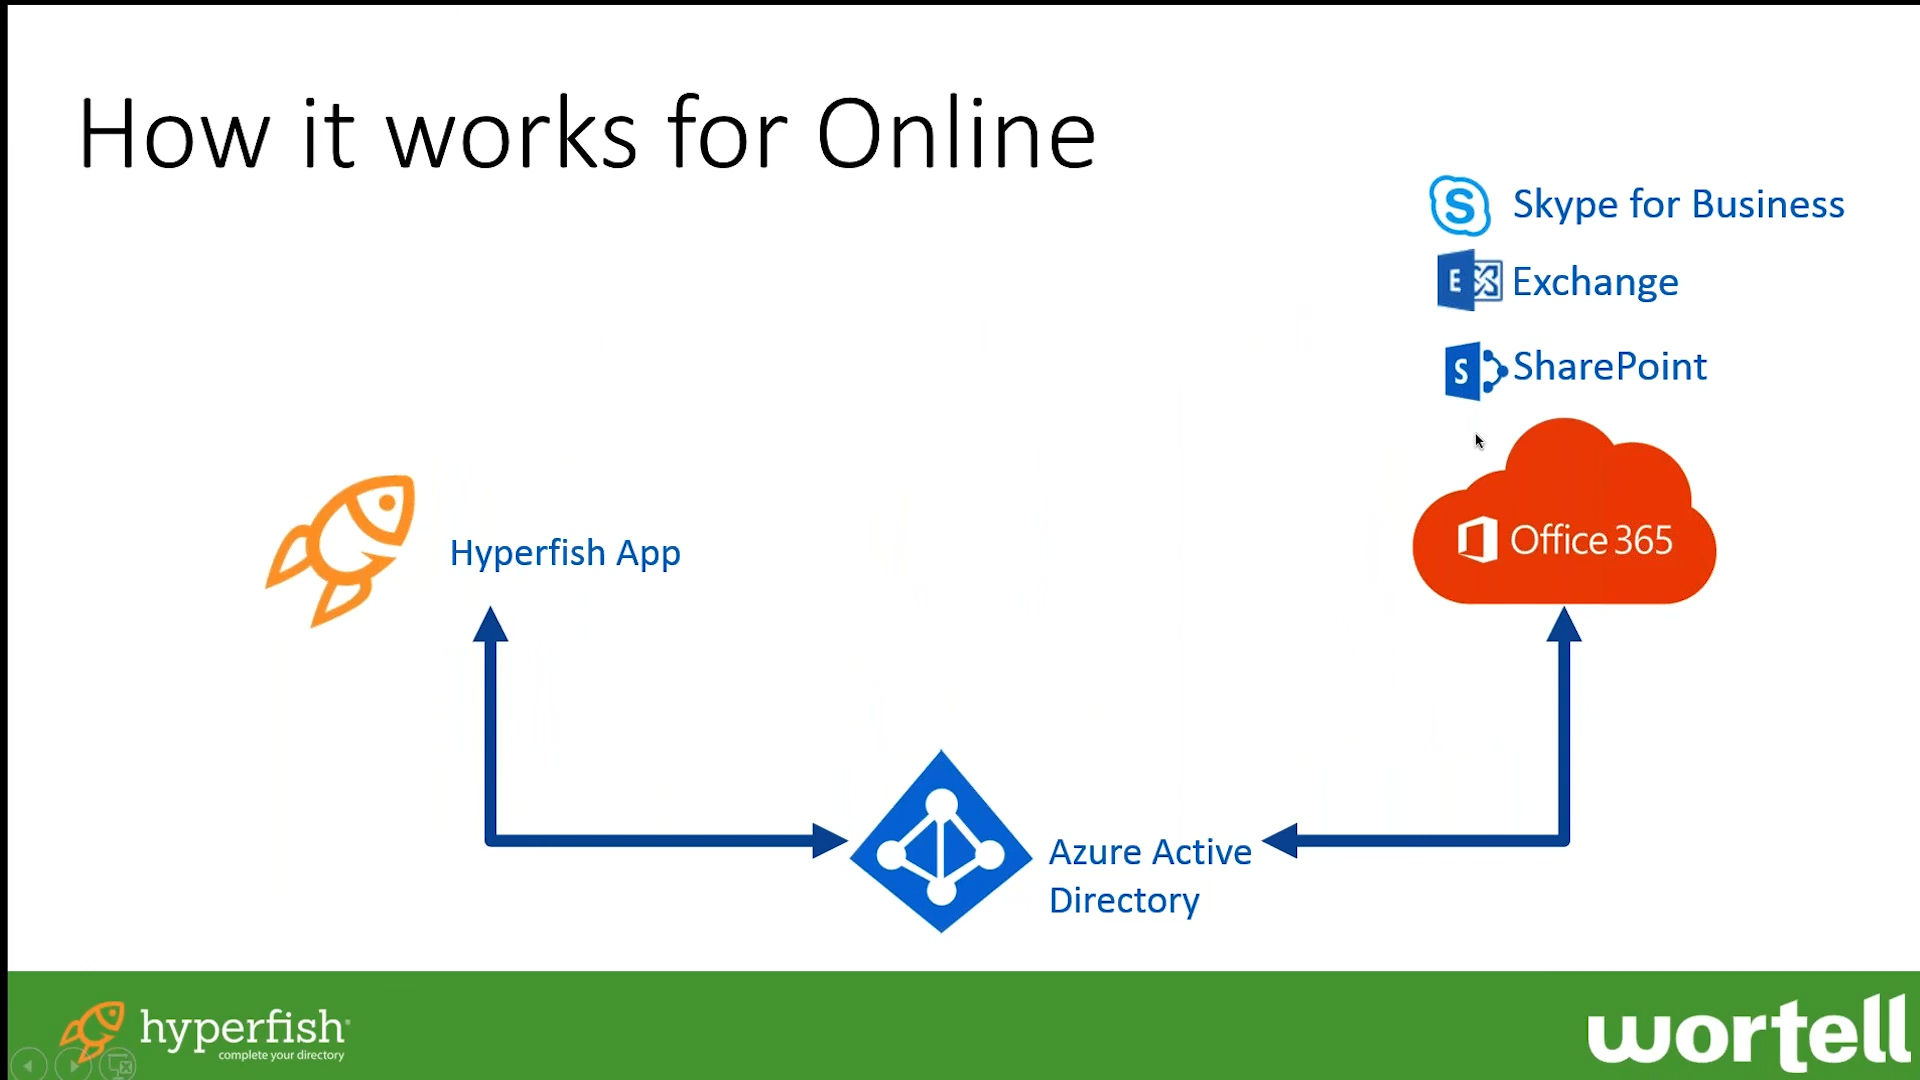 How it works for Online
Skype for Business
Exchange
SharePoint
Office 365
Hyperfish App
Azure Active
Directory
hyperfish
complete your directory
wortell